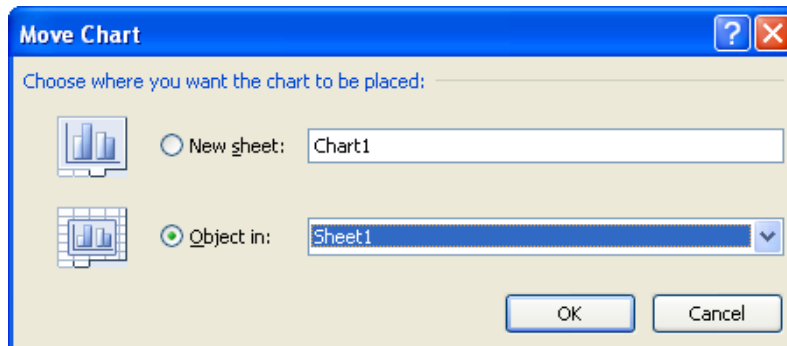 Move Chart
Choose where you want the chart to be placed:
New sheet: Chart1
Object in: Sheet1
OK Cancel